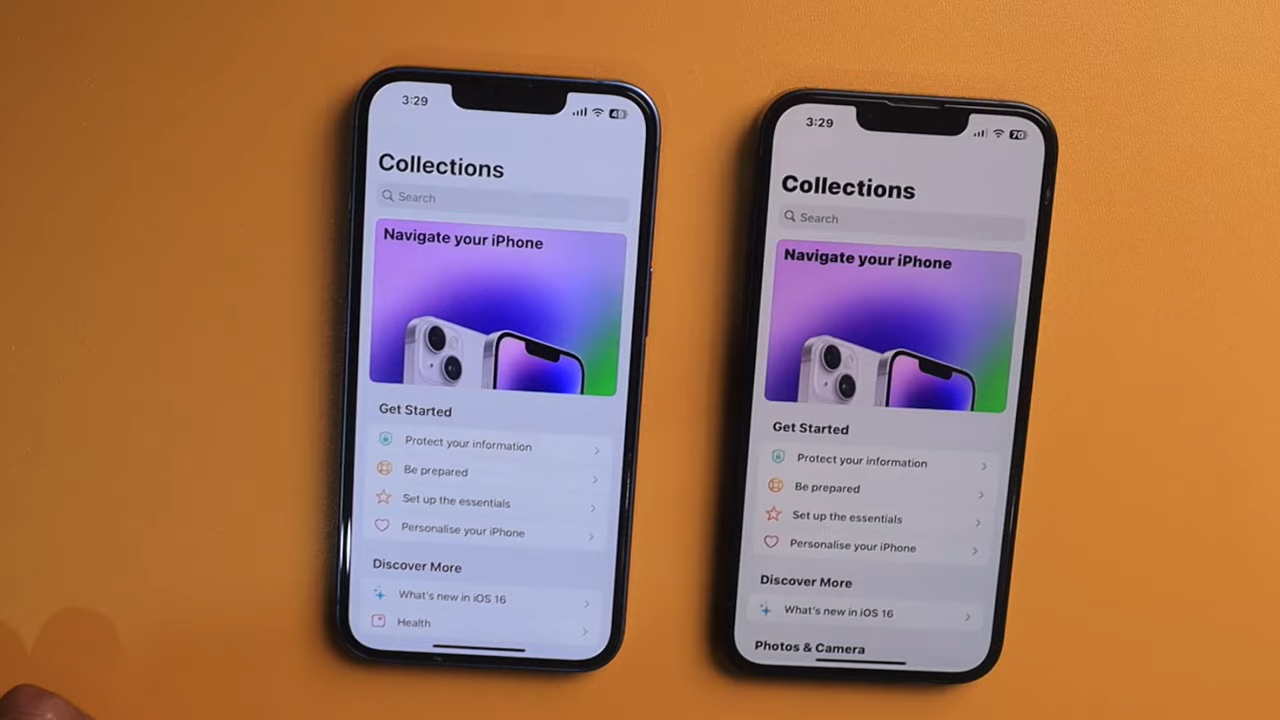 3:29
49
Collections
Search
Navigate your iPhone
Get Started
Protect your information
Be prepared
Set up the essentials
Personalise your iPhone
Discover More
What's new in iOS 16
Health
3:29
70
Collections
Search
Navigate your iPhone
Get Started
Protect your information
Be prepared
Set up the essentials
Personalise your iPhone
Discover More
What's new in iOS 16
Photos & Camera